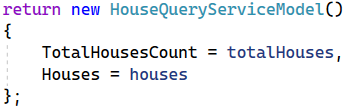 return new HouseQueryServiceModel()
{
    TotalHousesCount = totalHouses,
    Houses = houses
};